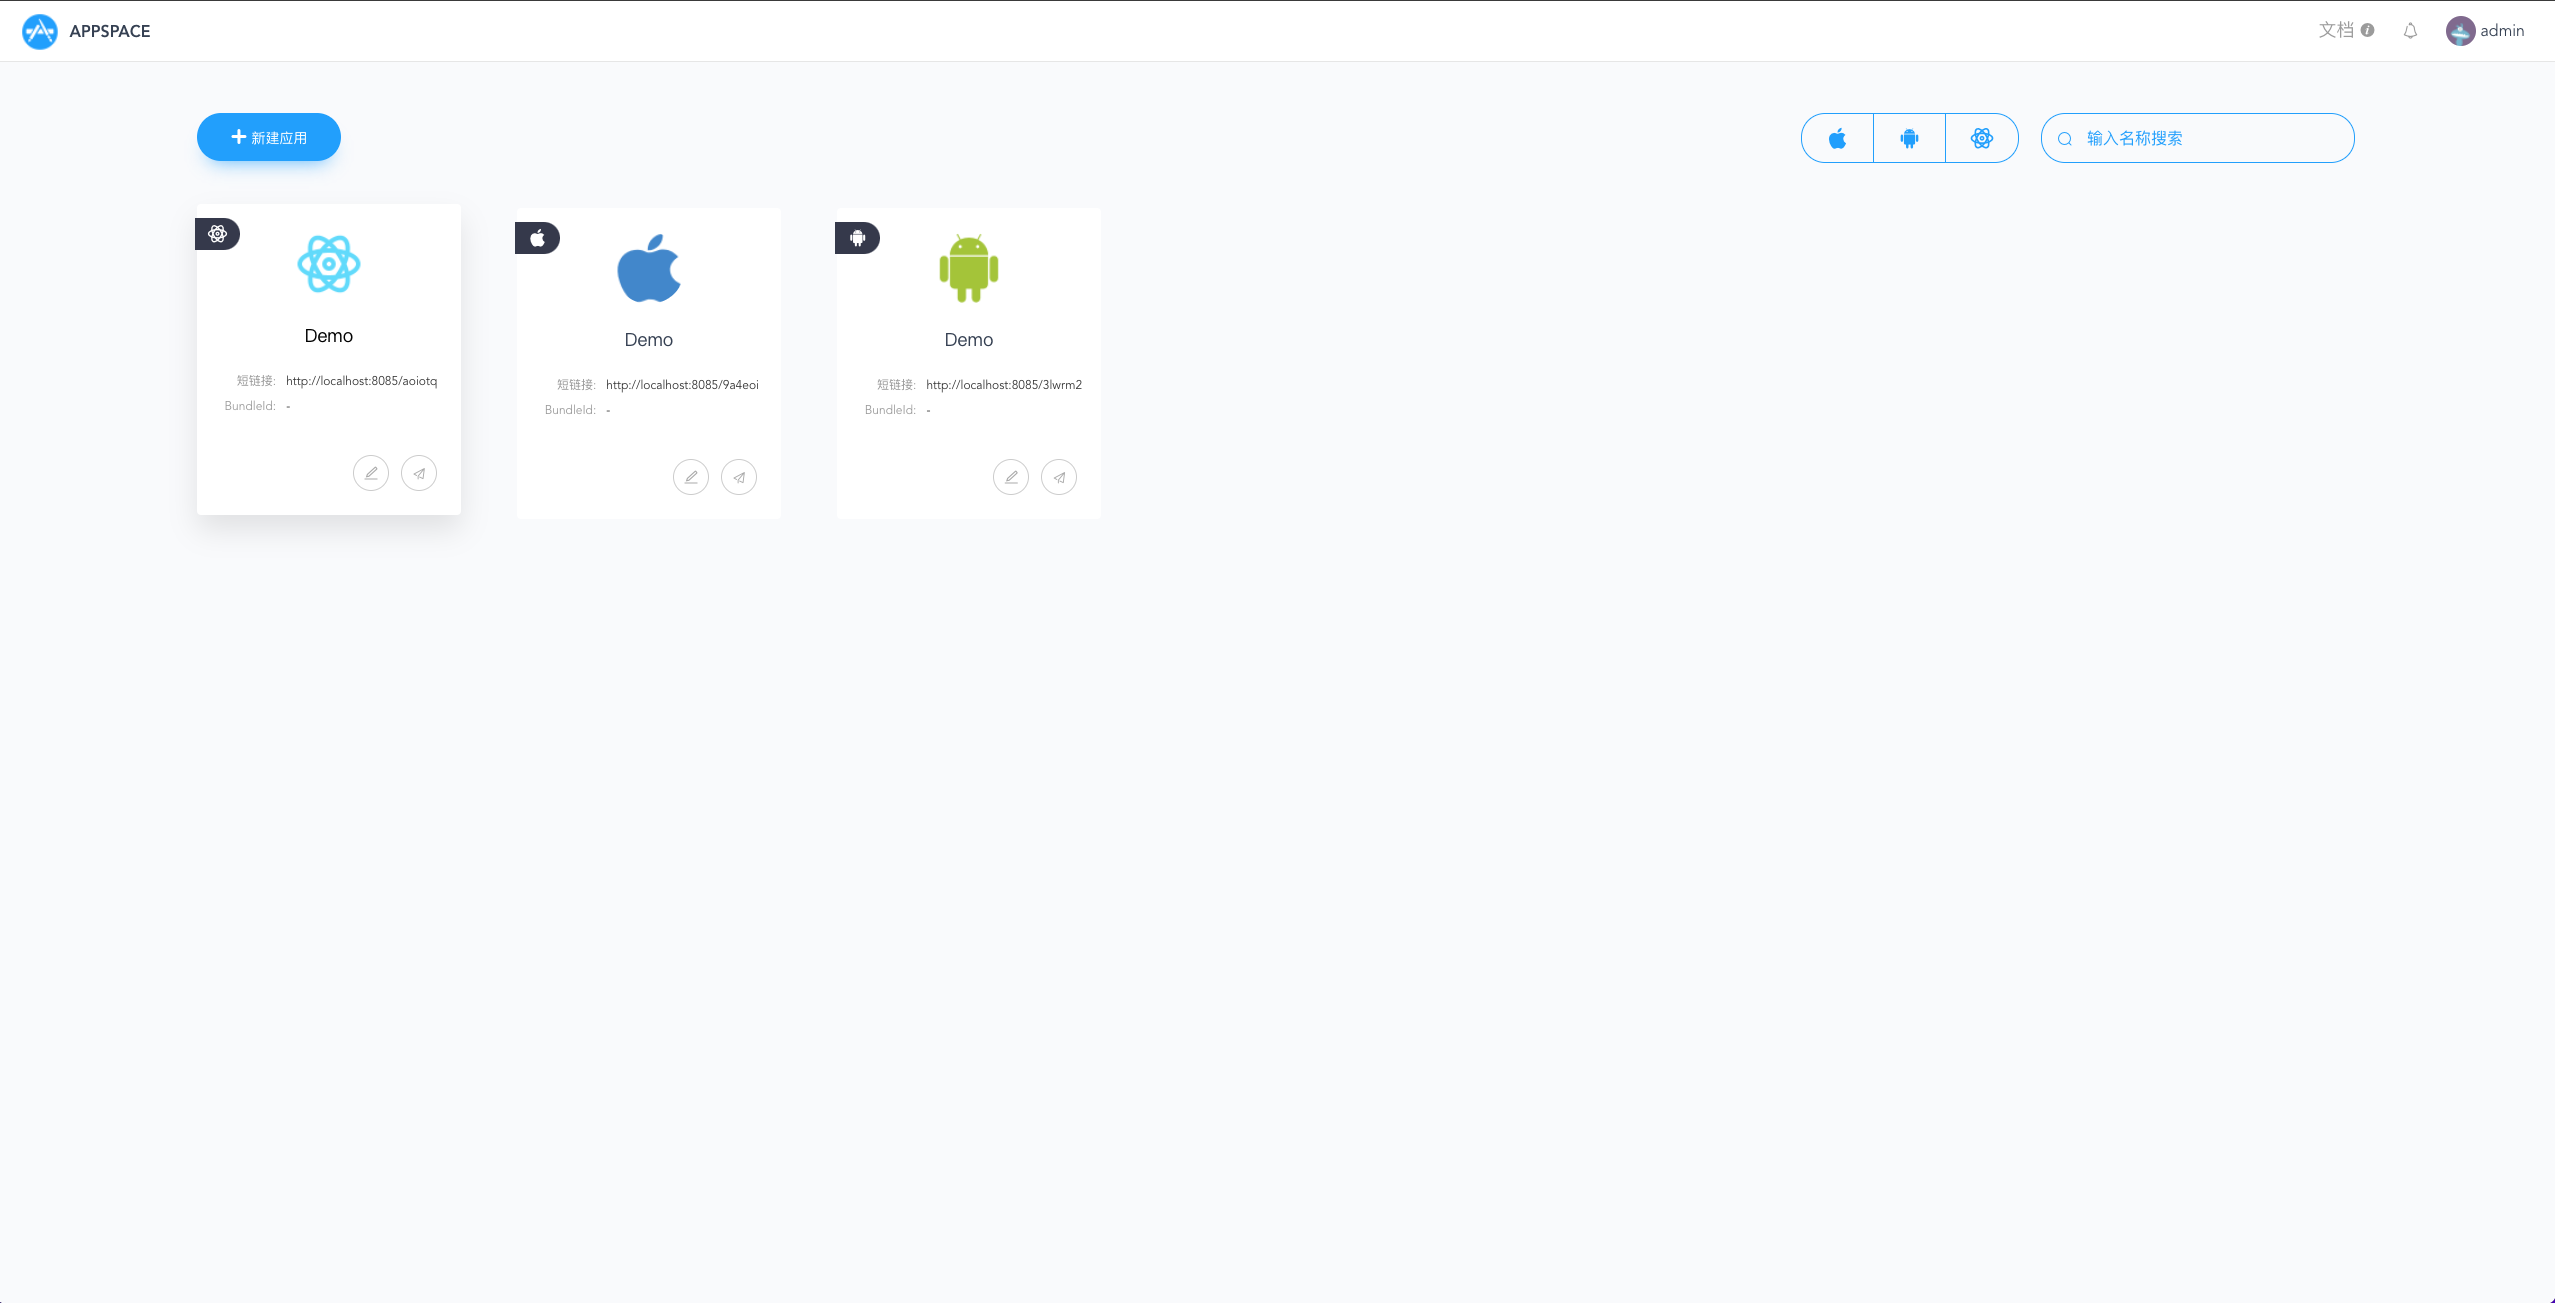 APPSPACE
文档
admin
新建应用
输入名称搜索
Demo
短链接: http://localhost:8085/aoiotq
BundleId: -
Demo
短链接: http://localhost:8085/9a4eoi
BundleId: -
Demo
短链接: http://localhost:8085/3lwrm2
BundleId: -